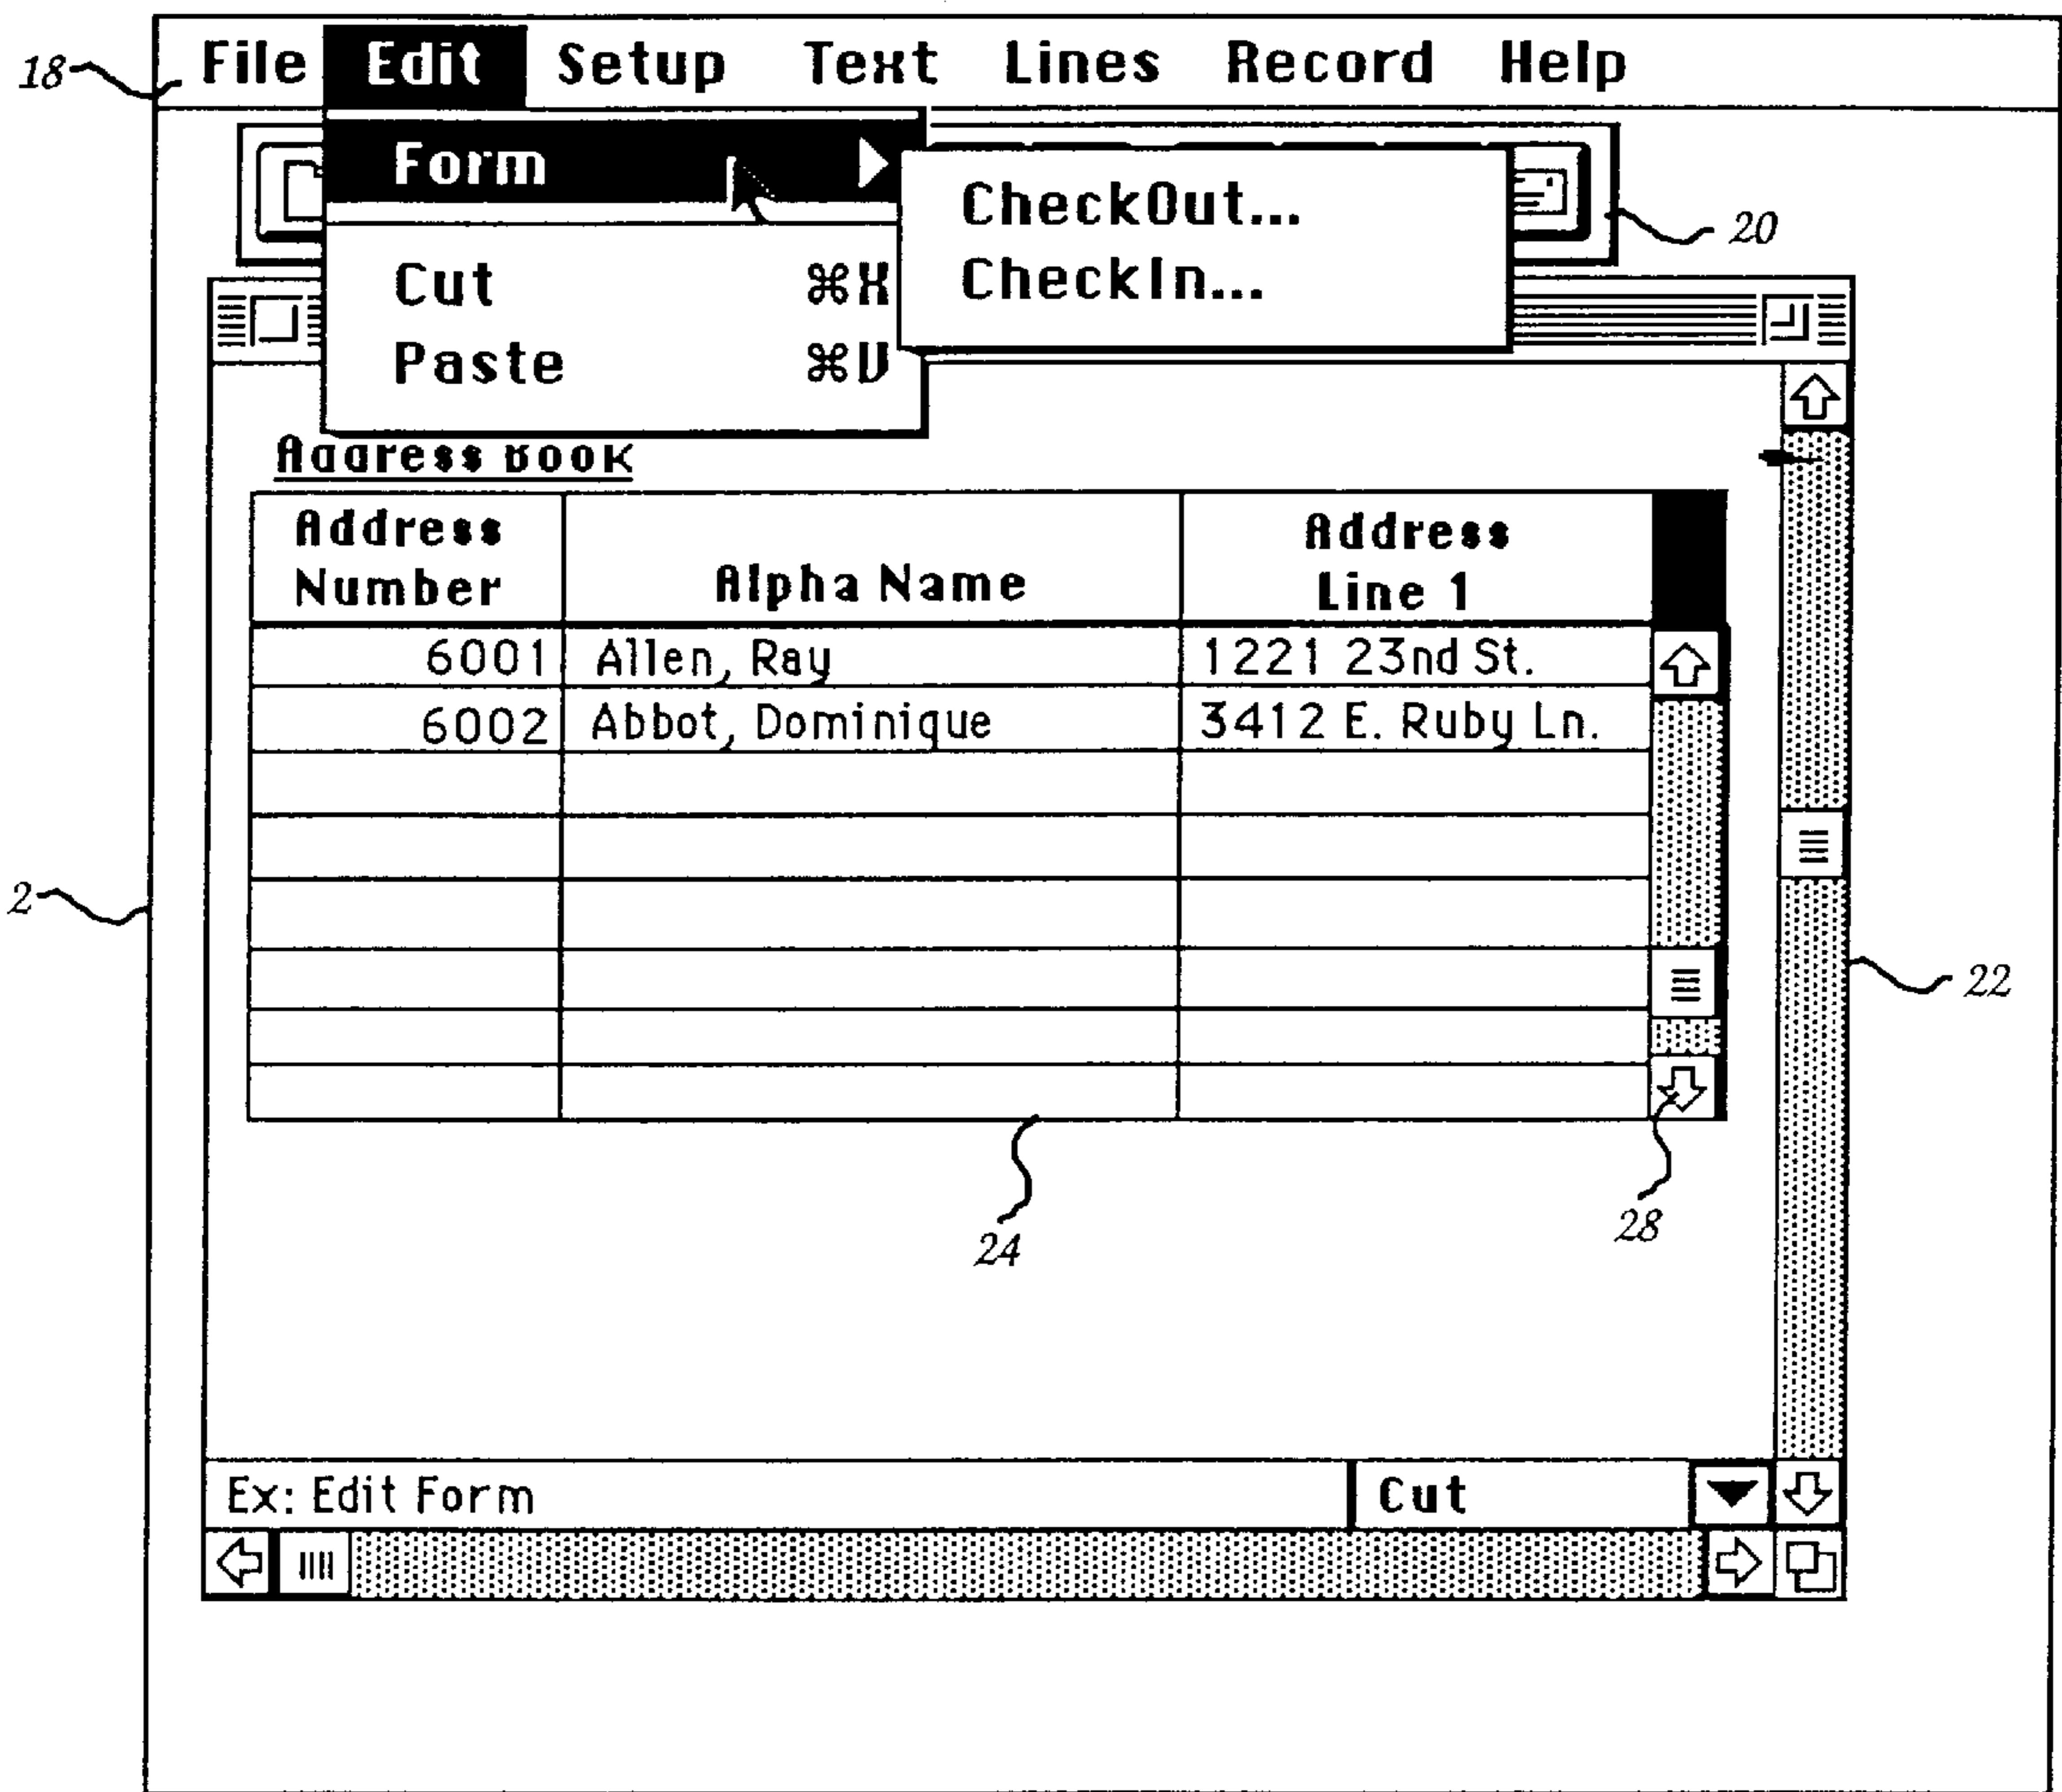 18 File Edit Setup Text Lines Record Help
Form
CheckOut...
20
Cut ⌘X
CheckIn...
Paste ⌘V
Address Book
Address Number Alpha Name Address Line 1
6001 Allen, Ray 1221 23nd St.
6002 Abbot, Dominique 3412 E. Ruby Ln.
2
22
24
28
Ex: Edit Form Cut